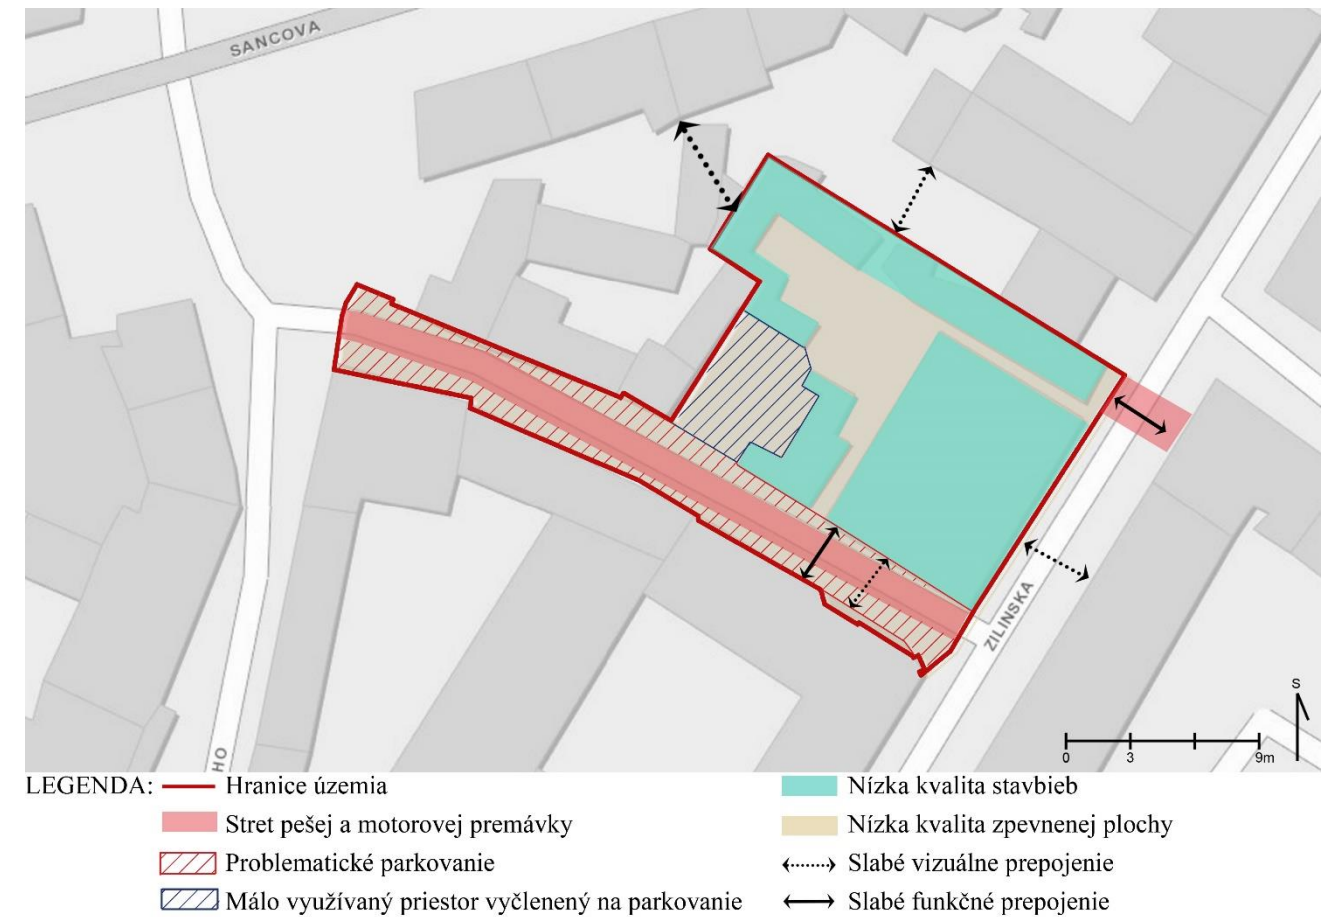 SANCOVA
ZILINSKA
HO
S
0 3 9m
LEGENDA:
Hranice územia
Stret pešej a motorovej premávky
Problematické parkovanie
Málo využívaný priestor vyčlenený na parkovanie
Nízka kvalita stavbieb
Nízka kvalita zpevnenej plochy
Slabé vizuálne prepojenie
Slabé funkčné prepojenie